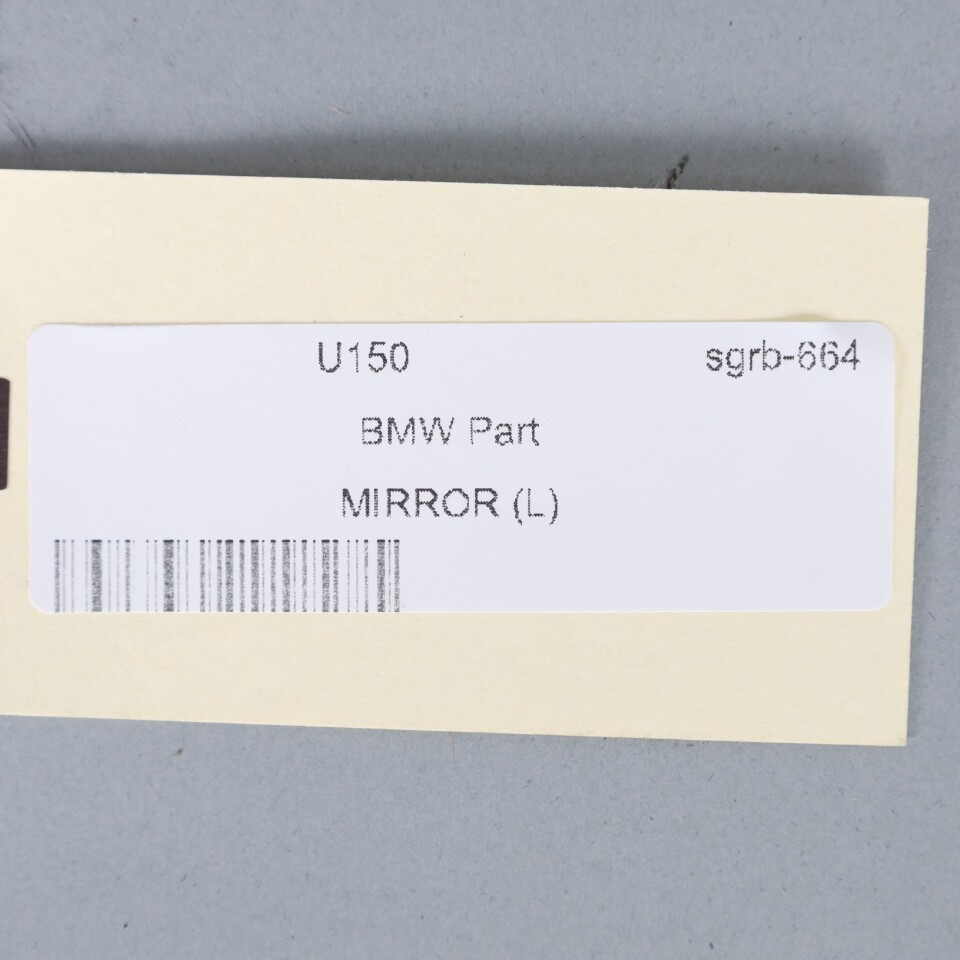 U150 sgrb-664
BMW Part
MIRROR (L)